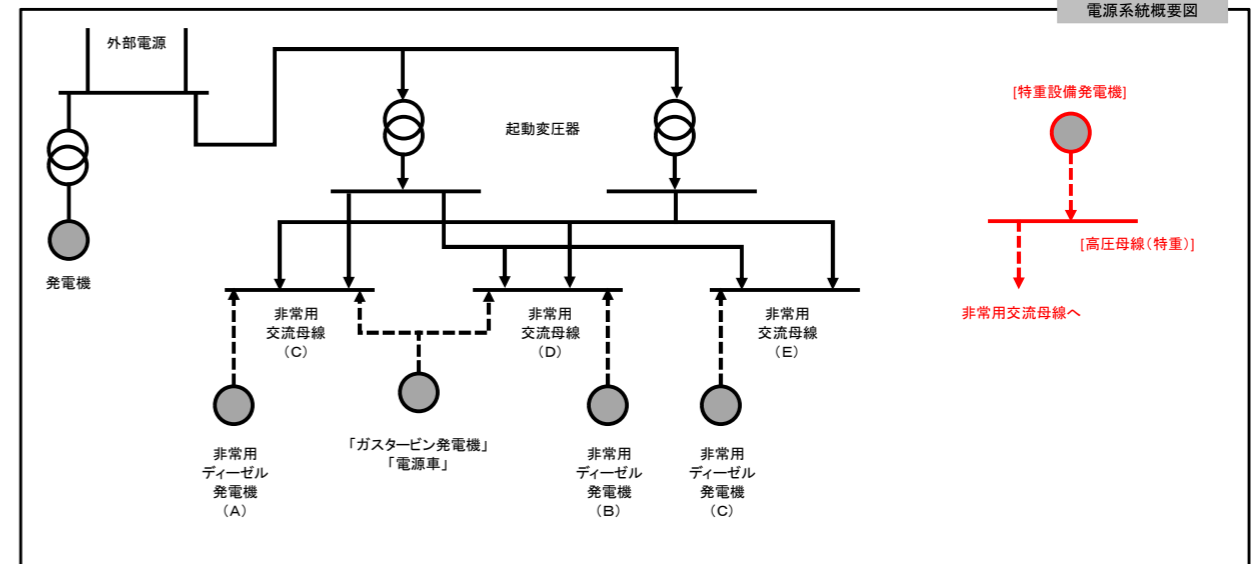 電源系統概要図
外部電源
[特重設備発電機]
起動変圧器
[高圧母線(特重)]
発電機
非常用
交流母線
(C)
非常用
交流母線
(D)
非常用
交流母線
(E)
非常用交流母線へ
「ガスタービン発電機」
「電源車」
非常用
ディーゼル
発電機
(A)
非常用
ディーゼル
発電機
(B)
非常用
ディーゼル
発電機
(C)